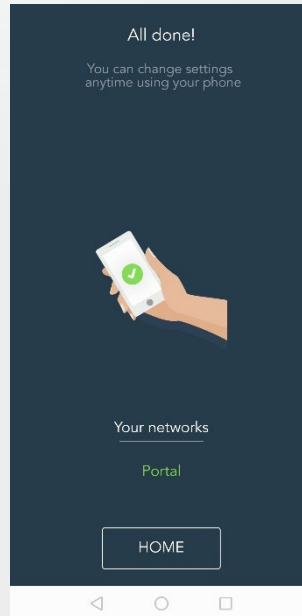 All done!
You can change settings
anytime using your phone
Your networks
Portal
HOME